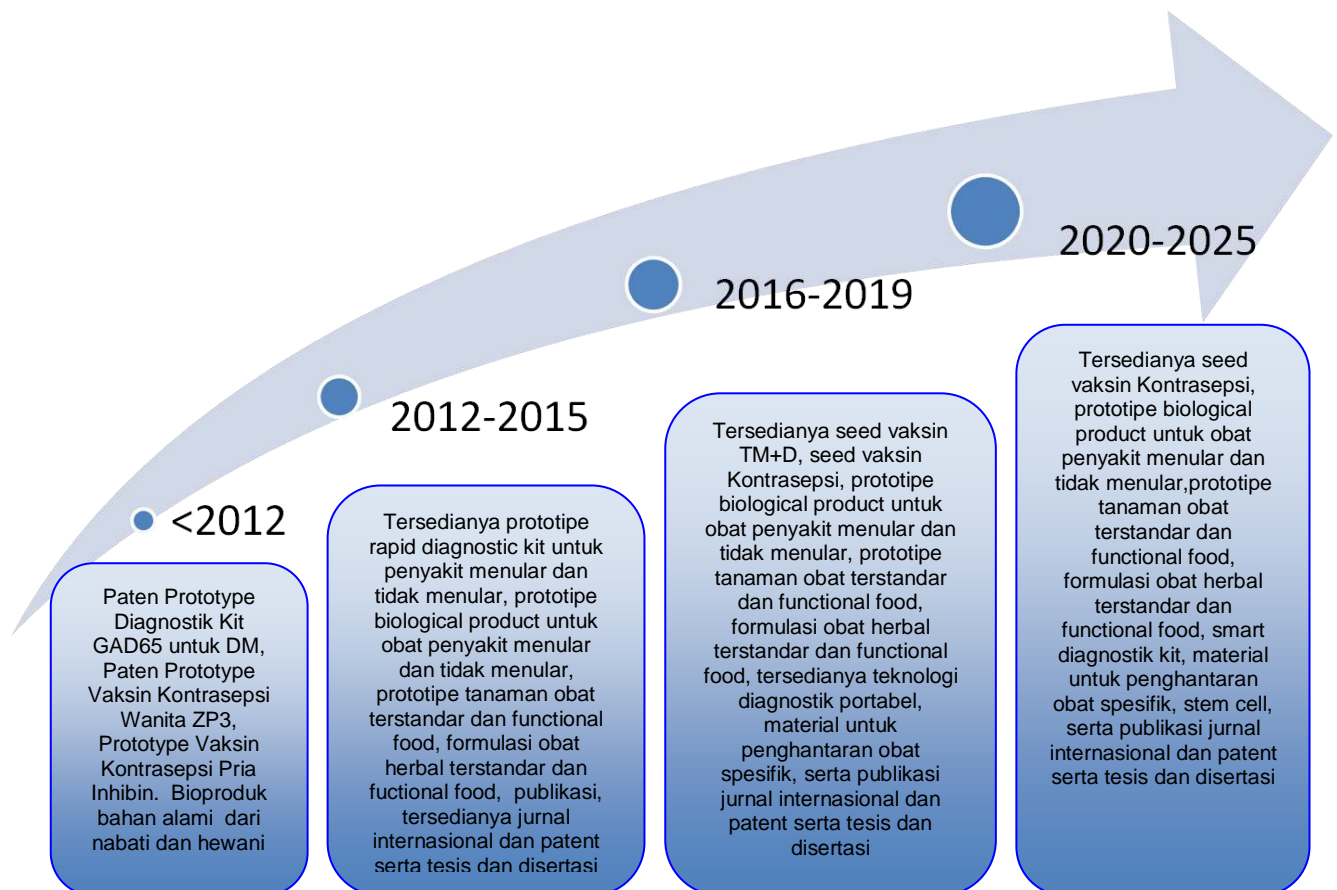 <2012
Paten Prototype
Diagnostik Kit
GAD65 untuk DM,
Paten Prototype
Vaksin Kontrasepsi
Wanita ZP3,
Prototype Vaksin
Kontrasepsi Pria
Inhibin. Bioproduk
bahan alami dari
nabati dan hewani
2012-2015
Tersedianya prototipe
rapid diagnostic kit untuk
penyakit menular dan
tidak menular, prototipe
biological product untuk
obat penyakit menular
dan tidak menular,
prototipe tanaman obat
terstandar dan functional
food, formulasi obat
herbal terstandar dan
fuctional food, publikasi,
tersedianya jurnal
internasional dan patent
serta tesis dan disertasi
2016-2019
Tersedianya seed vaksin
TM+D, seed vaksin
Kontrasepsi, prototipe
biological product untuk
obat penyakit menular dan
tidak menular, prototipe
tanaman obat terstandar
dan functional food,
formulasi obat herbal
terstandar dan functional
food, tersedianya teknologi
diagnostik portabel,
material untuk
penghantaran obat
spesifik, serta publikasi
jurnal internasional dan
patent serta tesis dan
disertasi
2020-2025
Tersedianya seed
vaksin Kontrasepsi,
prototipe biological
product untuk obat
penyakit menular dan
tidak menular,prototipe
tanaman obat
terstandar dan
functional food,
formulasi obat herbal
terstandar dan
functional food, smart
diagnostik kit, material
untuk penghantaran
obat spesifik, stem cell,
serta publikasi jurnal
internasional dan patent
serta tesis dan disertasi